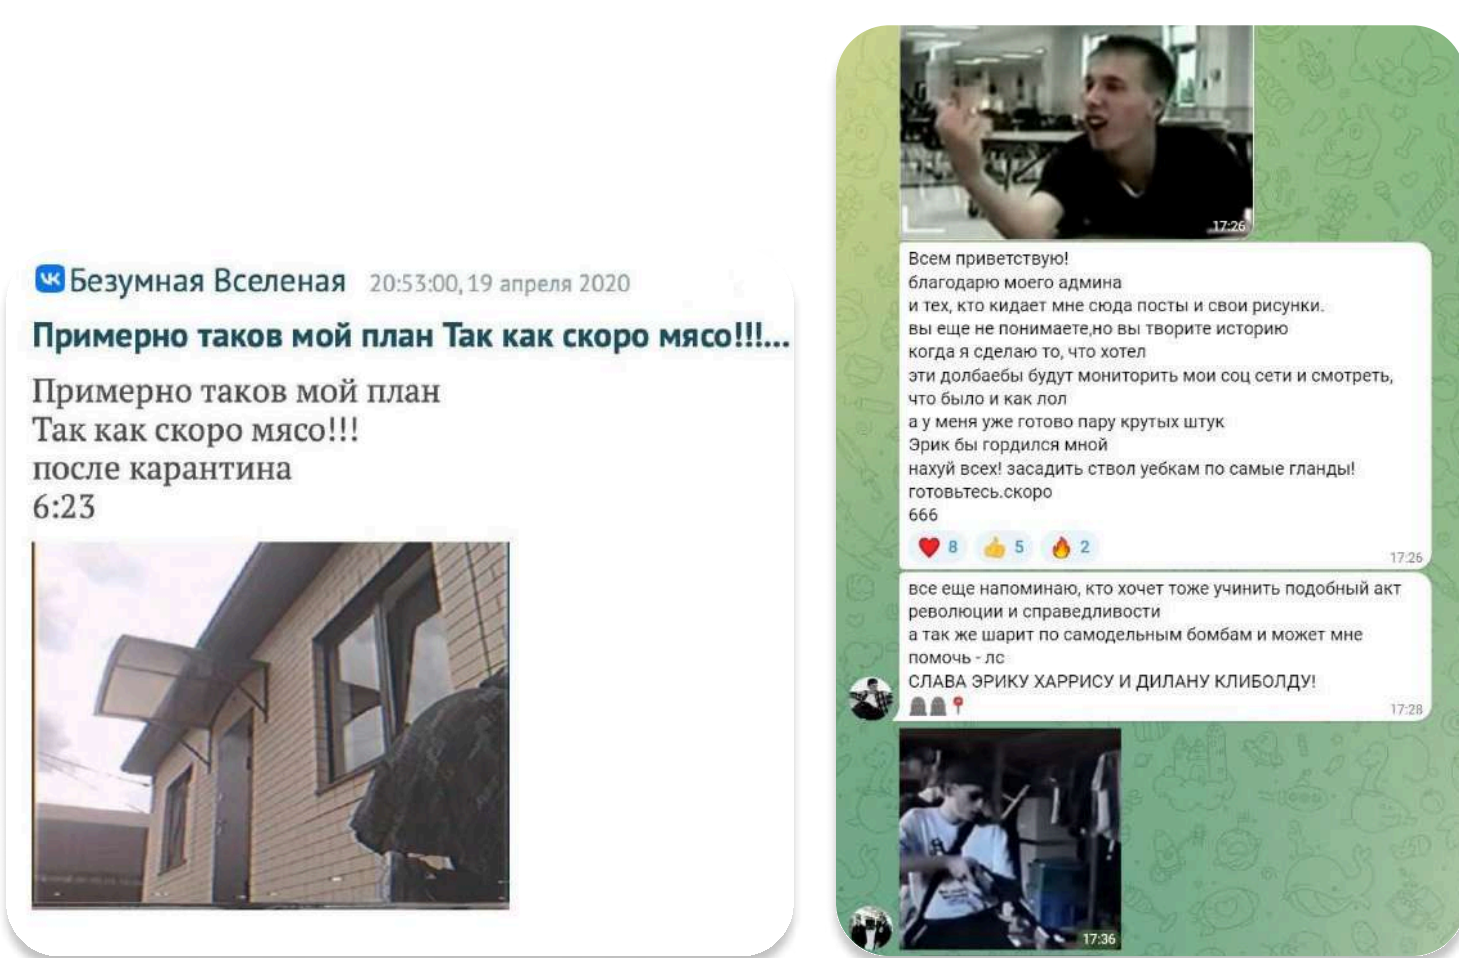 Безумная Вселеная 20:53:00, 19 апреля 2020
Примерно таков мой план Так как скоро мясо!!!...
Примерно таков мой план
Так как скоро мясо!!!
после карантина
6:23
17:26
Всем приветствую!
благодарю моего админа
и тех, кто кидает мне сюда посты и свои рисунки.
вы еще не понимаете,но вы творите историю
когда я сделаю то, что хотел
эти долбаебы будут мониторить мои соц сети и смотреть,
что было и как лол
а у меня уже готово пару крутых штук
Эрик бы гордился мной
нахуй всех! засадить ствол уебкам по самые гланды!
готовьтесь.скоро
666
8 5 2
17:26
все еще напоминаю, кто хочет тоже учинить подобный акт
революции и справедливости
а так же шарит по самодельным бомбам и может мне
помочь - лс
СЛАВА ЭРИКУ ХАРРИСУ И ДИЛАНУ КЛИБОЛДУ!
17:28
17:36